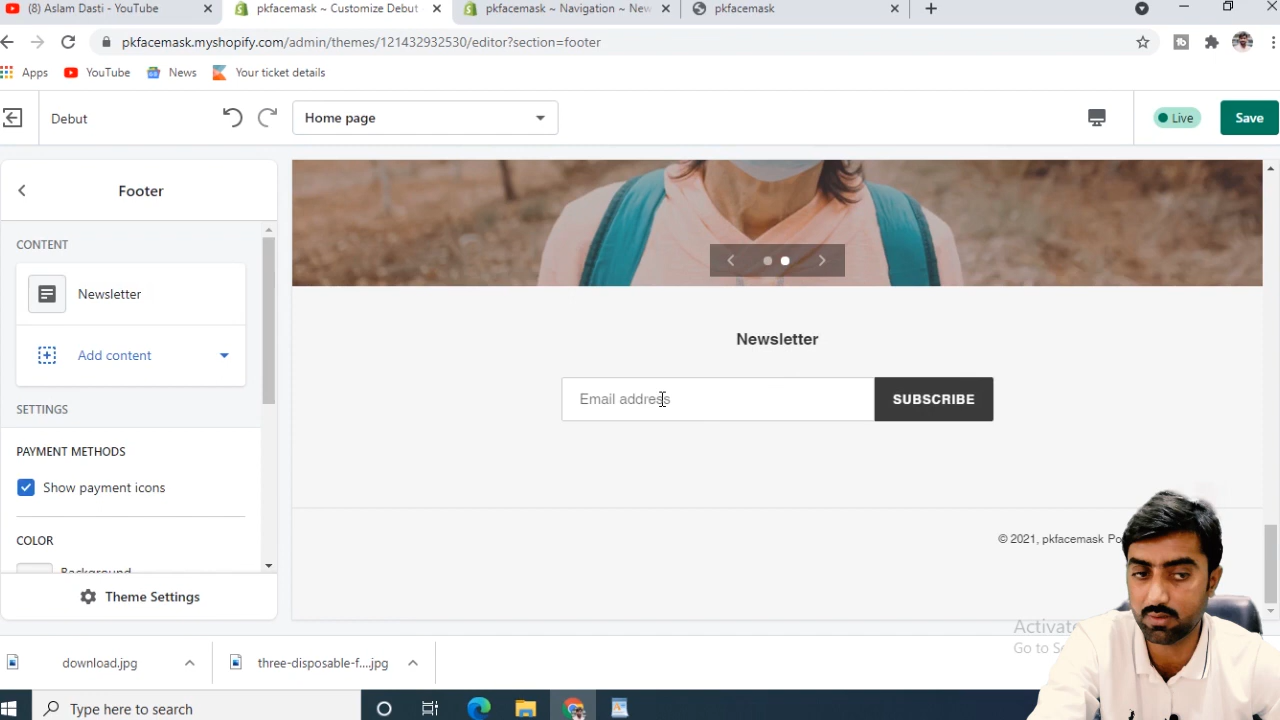 (8) Aslam Dasti - YouTube
pkfacemask ~ Customize Debut
pkfacemask ~ Navigation ~ New
pkfacemask
pkfacemask.myshopify.com/admin/themes/121432932530/editor?section=footer
Apps
YouTube
News
Your ticket details
Debut
Home page
Live
Save
Footer
CONTENT
Newsletter
Add content
SETTINGS
PAYMENT METHODS
Show payment icons
COLOR
Background
Theme Settings
Newsletter
Email address
SUBSCRIBE
© 2021, pkfacemask
download.jpg
three-disposable-f....jpg
Type here to search